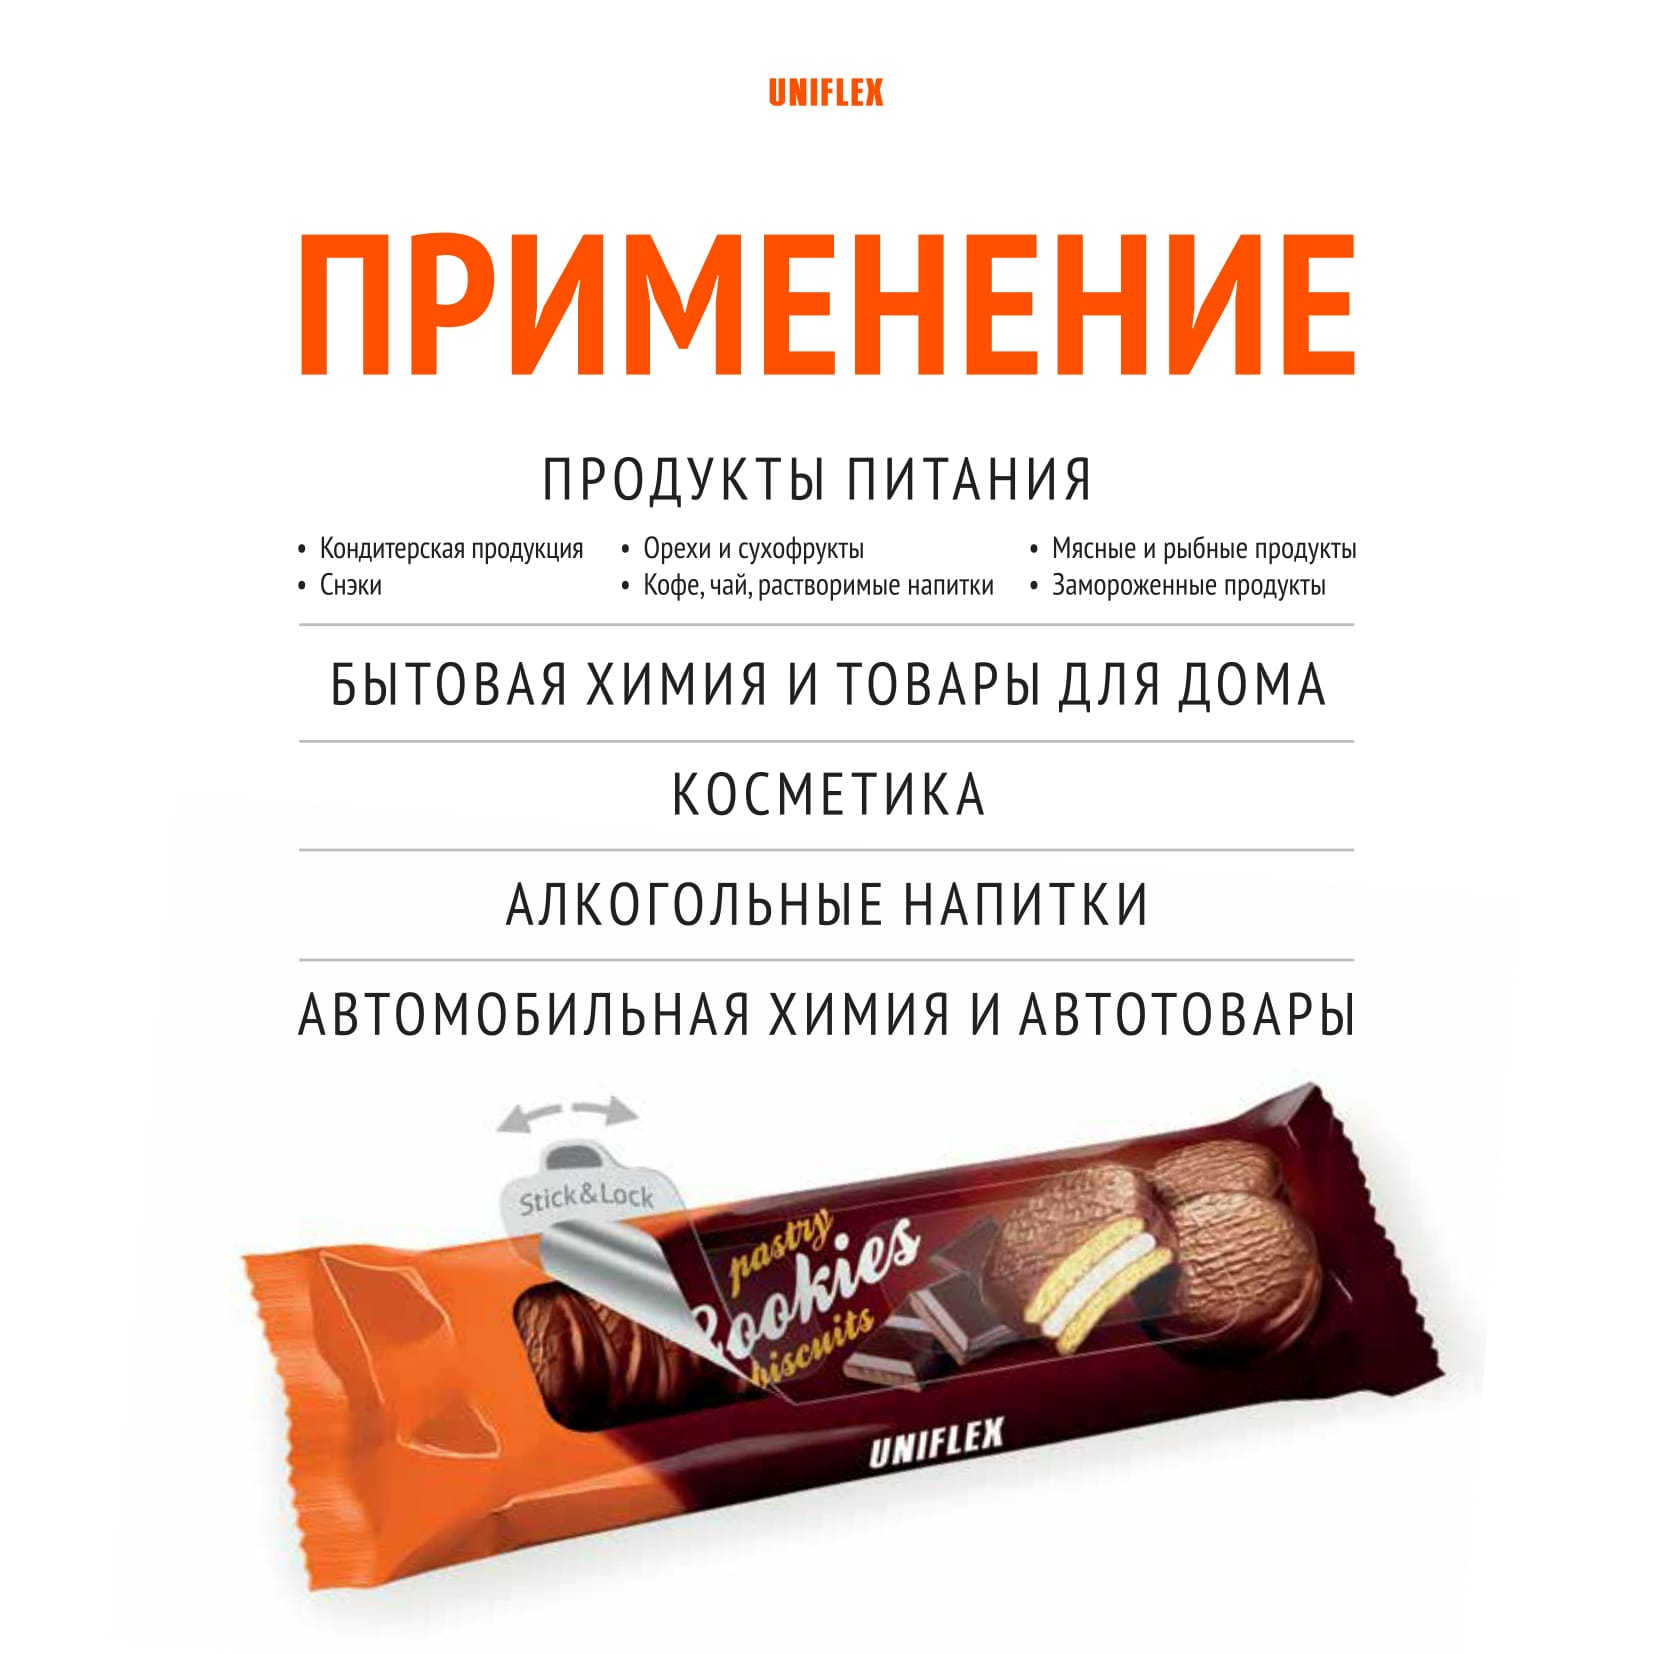 UNIFLEX
ПРИМЕНЕНИЕ
ПРОДУКТЫ ПИТАНИЯ
• Кондитерская продукция
• Снэки
• Орехи и сухофрукты
• Кофе, чай, растворимые напитки
• Мясные и рыбные продукты
• Замороженные продукты
БЫТОВАЯ ХИМИЯ И ТОВАРЫ ДЛЯ ДОМА
КОСМЕТИКА
АЛКОГОЛЬНЫЕ НАПИТКИ
АВТОМОБИЛЬНАЯ ХИМИЯ И АВТОТОВАРЫ
Stick&Lock
pastry
Cookies
biscuits
UNIFLEX